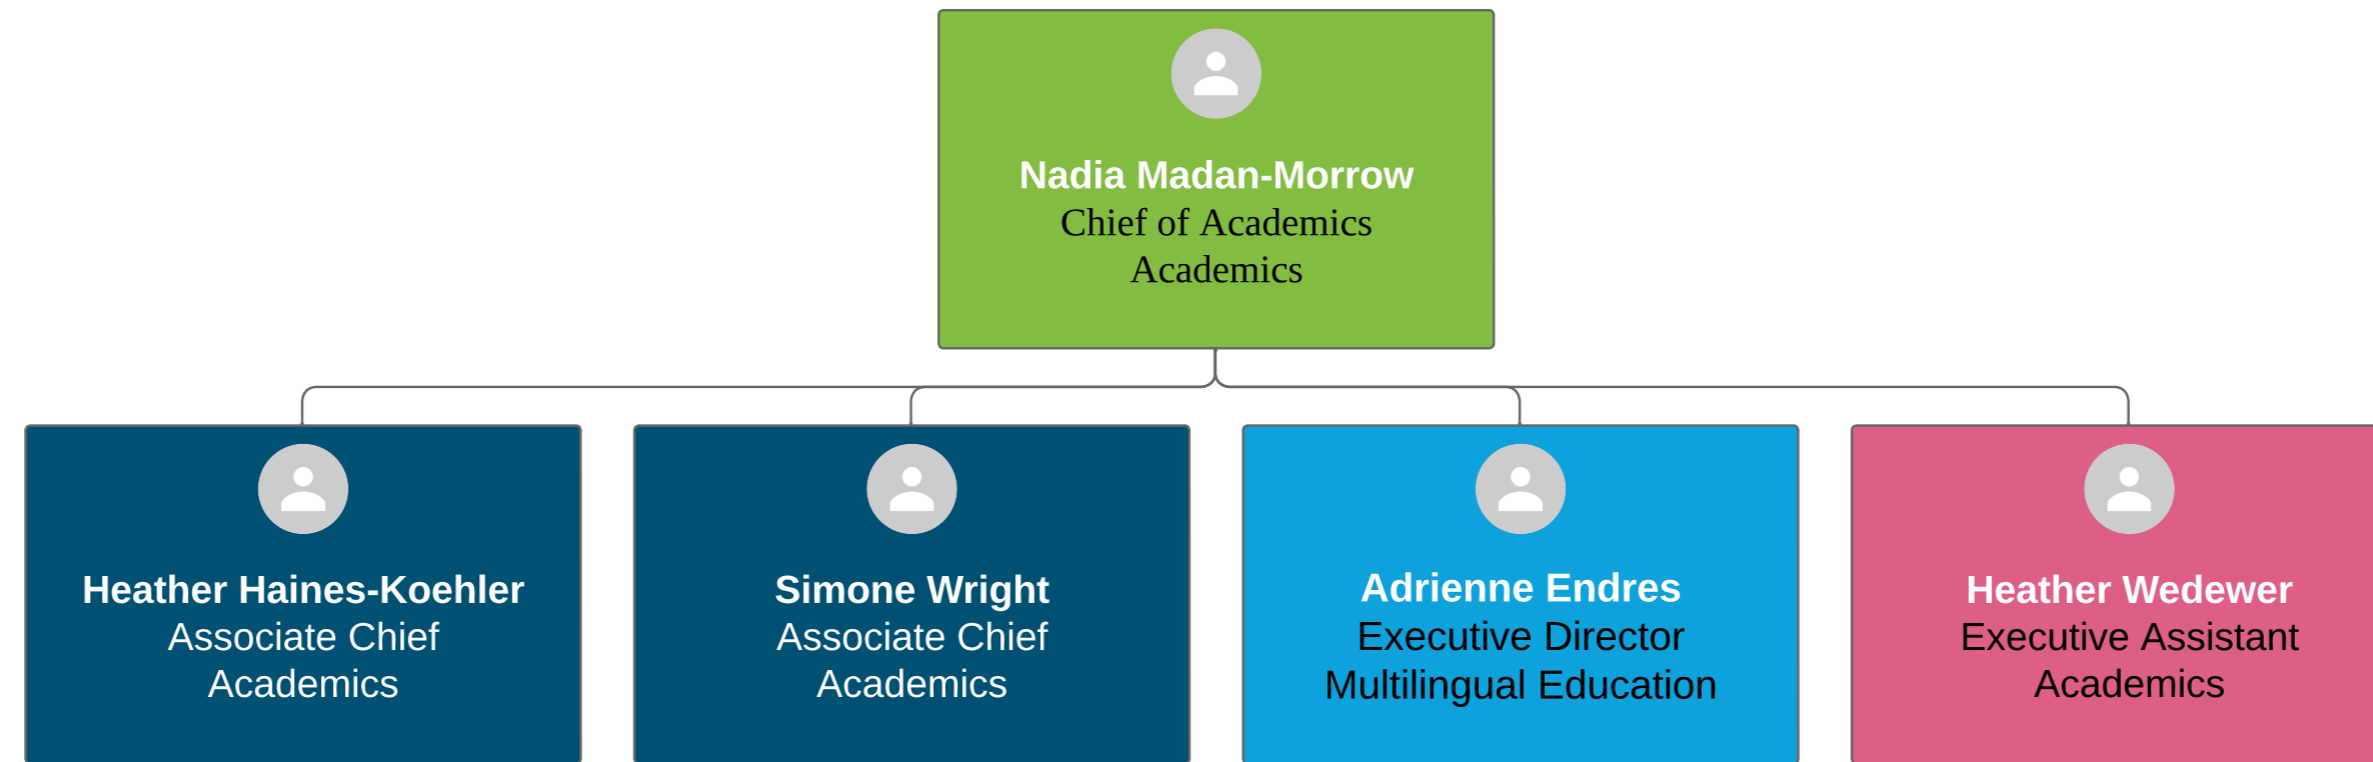 Nadia Madan-Morrow
Chief of Academics
Academics
Heather Haines-Koehler
Associate Chief
Academics
Simone Wright
Associate Chief
Academics
Adrienne Endres
Executive Director
Multilingual Education
Heather Wedewer
Executive Assistant
Academics